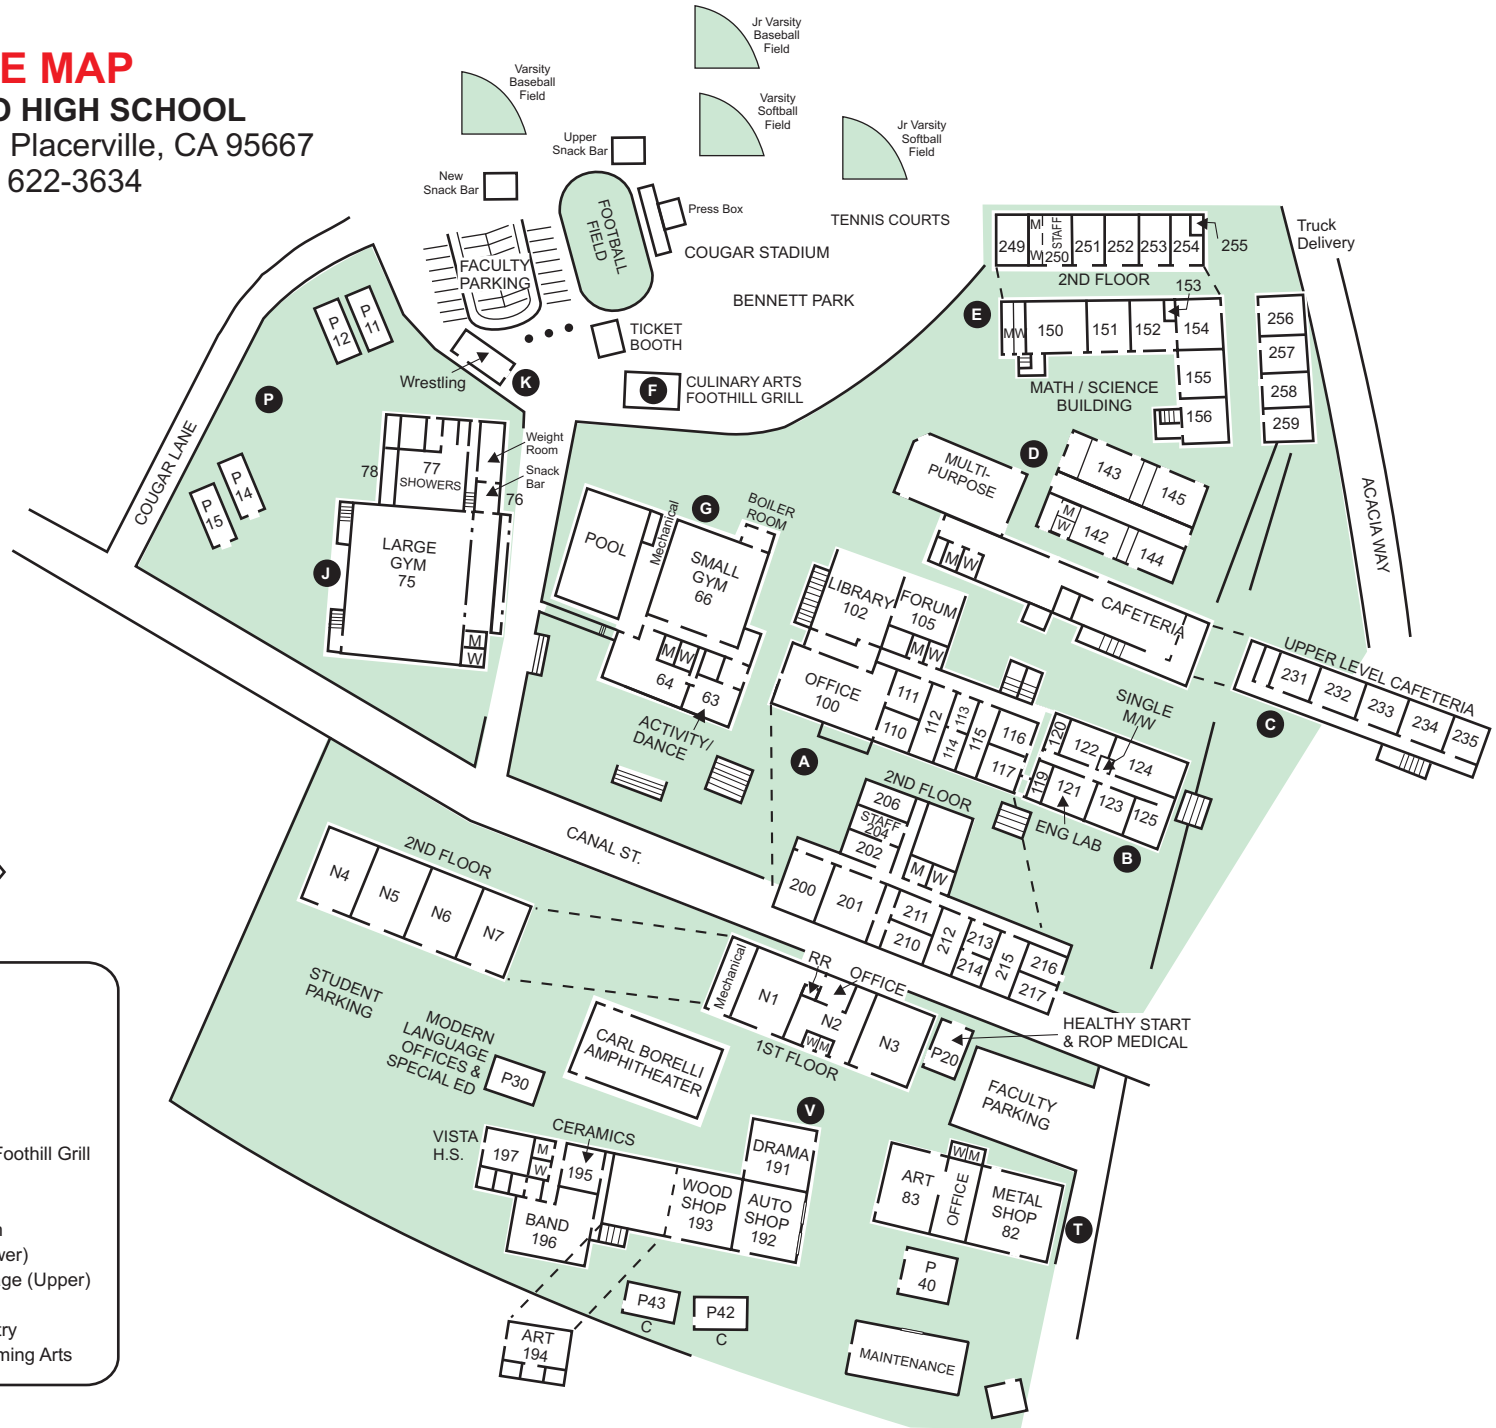 E MAP
HIGH SCHOOL
Placerville, CA 95667
622-3634
Jr Varsity
Baseball
Field
Varsity
Baseball
Field
Varsity
Softball
Field
Jr Varsity
Softball
Field
Upper
Snack Bar
New
Snack Bar
Press Box
FOOTBALL
FIELD
TENNIS COURTS
COUGAR STADIUM
BENNETT PARK
FACULTY
PARKING
TICKET
BOOTH
Wrestling
K
F
CULINARY ARTS
FOOTHILL GRILL
Truck
Delivery
249
M
W
STAFF
250
251
252
253
254
255
2ND FLOOR
153
E
M W
150
151
152
154
155
156
MATH / SCIENCE
BUILDING
256
257
258
259
ACACIA WAY
P
12
P
11
P
P
14
P
15
COUGAR LANE
78
77
SHOWERS
Weight
Room
Snack
Bar
76
LARGE
GYM
75
J
M
W
POOL
Mechanical
G
BOILER
ROOM
SMALL
GYM
66
M W
64
63
ACTIVITY/
DANCE
MULTI-
PURPOSE
D
143
145
M
W
142
144
M W
CAFETERIA
LIBRARY
102
FORUM
105
M W
OFFICE
100
111
110
112
113
114
115
116
117
A
SINGLE
M/W
120
122
124
119
121
123
125
ENG LAB
B
UPPER LEVEL CAFETERIA
231
232
233
234
235
C
2ND FLOOR
206
STAFF
204
202
M W
200
201
211
210
212
213
214
215
216
217
CANAL ST.
2ND FLOOR
N4
N5
N6
N7
STUDENT
PARKING
MODERN
LANGUAGE
OFFICES &
SPECIAL ED
P30
CARL BORELLI
AMPHITHEATER
Mechanical
N1
RR
OFFICE
N2
W M
N3
1ST FLOOR
P20
HEALTHY START
& ROP MEDICAL
FACULTY
PARKING
V
VISTA
H.S.
197
M
W
CERAMICS
195
BAND
196
WOOD
SHOP
193
DRAMA
191
AUTO
SHOP
192
ART
83
W M
OFFICE
METAL
SHOP
82
T
P
40
P43
C
P42
C
ART
194
MAINTENANCE
Foothill Grill
(Upper)